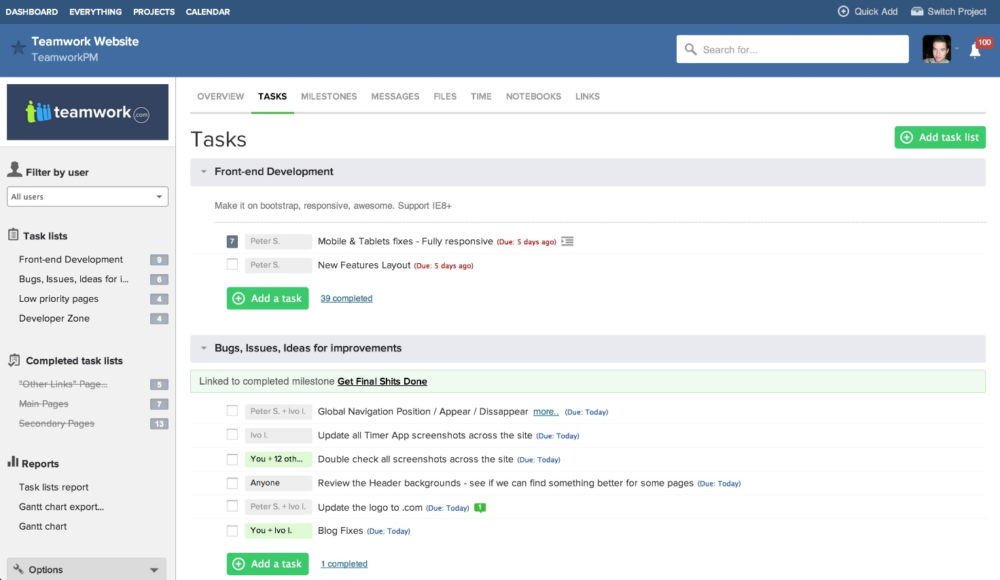 DASHBOARD EVERYTHING PROJECTS CALENDAR Quick Add Switch Project
Teamwork Website
TeamworkPM
Search for...
100
teamwork.com
OVERVIEW TASKS MILESTONES MESSAGES FILES TIME NOTEBOOKS LINKS
Filter by user
All users
Task lists
Front-end Development 9
Bugs, Issues, Ideas for i... 6
Low priority pages 4
Developer Zone 4
Completed task lists
"Other Links" Page... 5
Main Pages 7
Secondary Pages 13
Reports
Task lists report
Gantt chart export...
Gantt chart
Options
Tasks
Add task list
Front-end Development
Make it on bootstrap, responsive, awesome. Support IE8+
7 Peter S. Mobile & Tablets fixes - Fully responsive (Due: 5 days ago)
Peter S. New Features Layout (Due: 5 days ago)
Add a task 39 completed
Bugs, Issues, Ideas for improvements
Linked to completed milestone Get Final Shits Done
Peter S. + Ivo I. Global Navigation Position / Appear / Dissappear more.. (Due: Today)
Ivo I. Update all Timer App screenshots across the site (Due: Today)
You + 12 oth... Double check all screenshots across the site (Due: Today)
Anyone Review the Header backgrounds - see if we can find something better for some pages (Due: Today)
Peter S. + Ivo I. Update the logo to .com (Due: Today) 1
You + Ivo I. Blog Fixes (Due: Today)
Add a task 1 completed